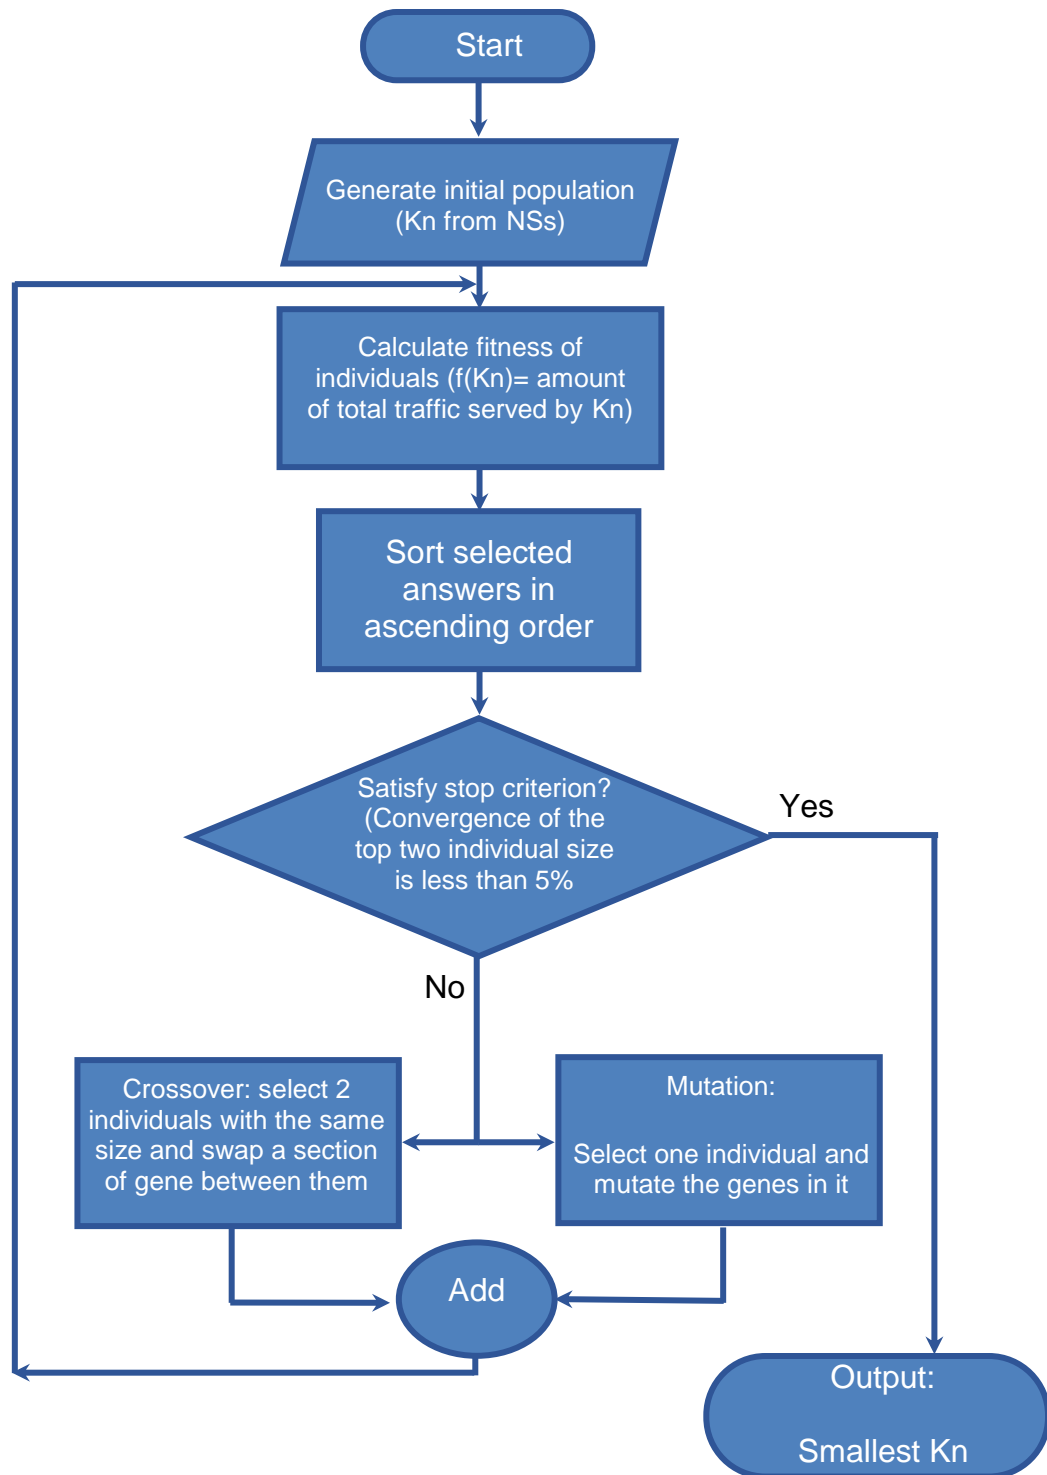 Start
Generate initial population
(Kn from NSs)
Calculate fitness of
individuals (f(Kn)= amount
of total traffic served by Kn)
Sort selected
answers in
ascending order
Satisfy stop criterion?
(Convergence of the
top two individual size
is less than 5%
Yes
No
Crossover: select 2
individuals with the same
size and swap a section
of gene between them
Mutation:
Select one individual and
mutate the genes in it
Add
Output:
Smallest Kn